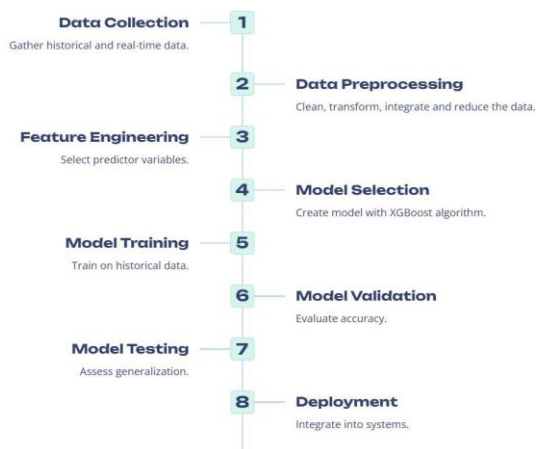 Data Collection
1
Gather historical and real-time data.
2
Data Preprocessing
Clean, transform, integrate and reduce the data.
Feature Engineering
3
Select predictor variables.
4
Model Selection
Create model with XGBoost algorithm.
Model Training
5
Train on historical data.
6
Model Validation
Evaluate accuracy.
Model Testing
7
Assess generalization.
8
Deployment
Integrate into systems.